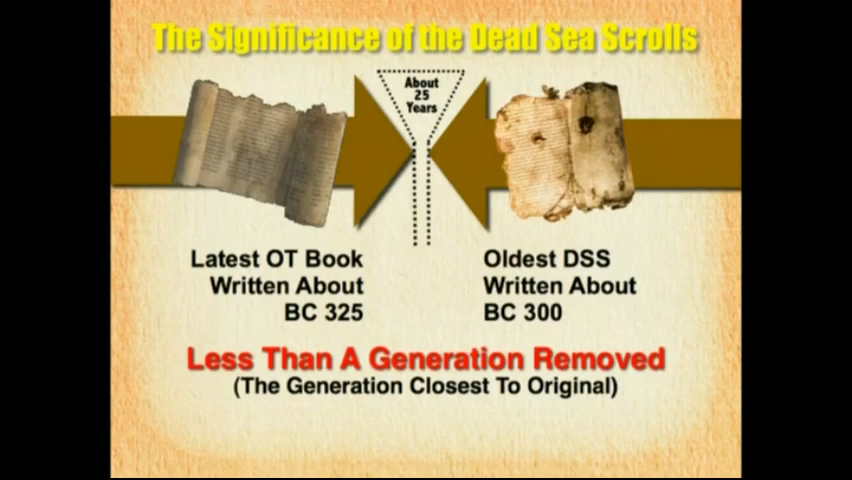 The Significance of the Dead Sea Scrolls
About
25
Years
Latest OT Book
Written About
BC 325
Oldest DSS
Written About
BC 300
Less Than A Generation Removed
(The Generation Closest To Original)